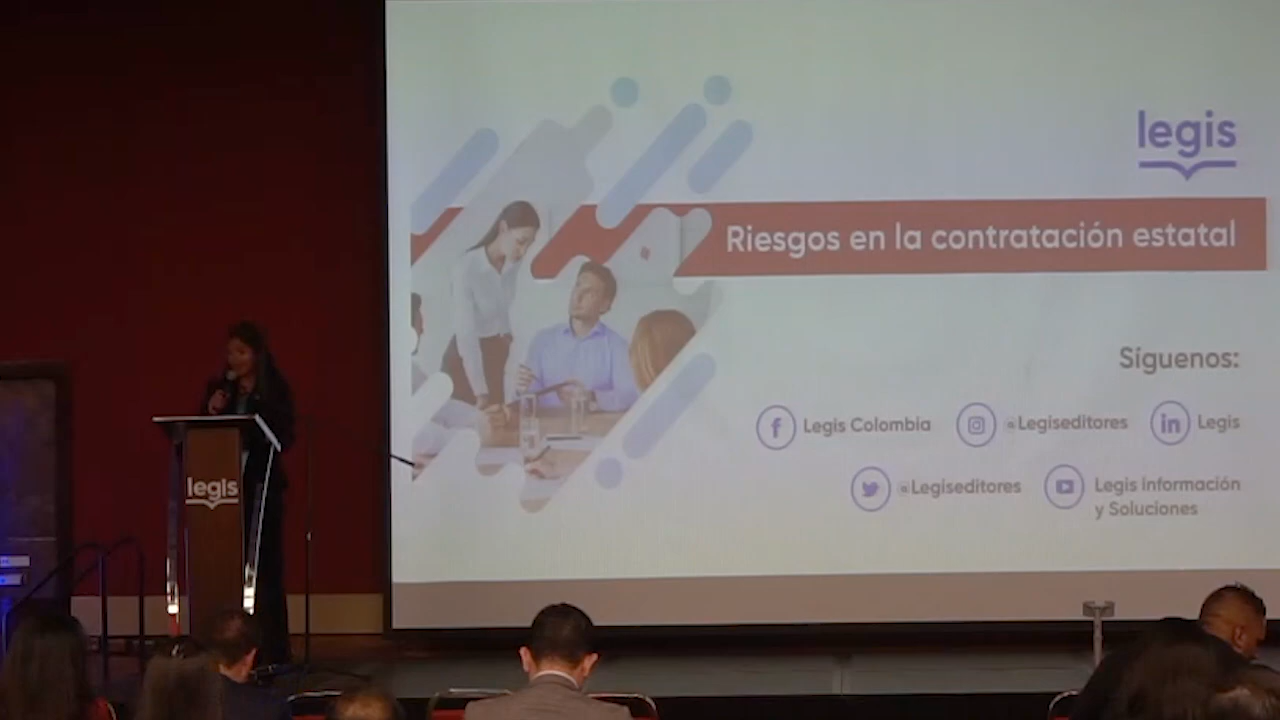 legis
Riesgos en la contratación estatal
Síguenos:
Legis Colombia
@Legiseditores
Legis
@Legiseditores
Legis Información
y Soluciones
legis